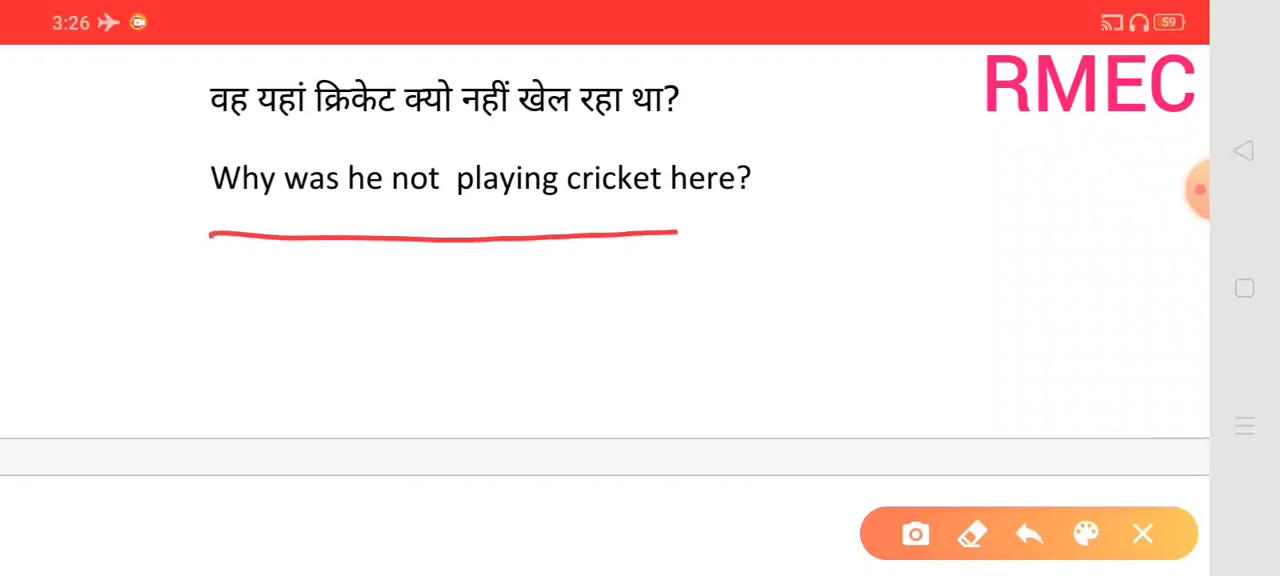 3:26
59
RMEC
वह यहां क्रिकेट क्यो नहीं खेल रहा था?
Why was he not  playing cricket here?